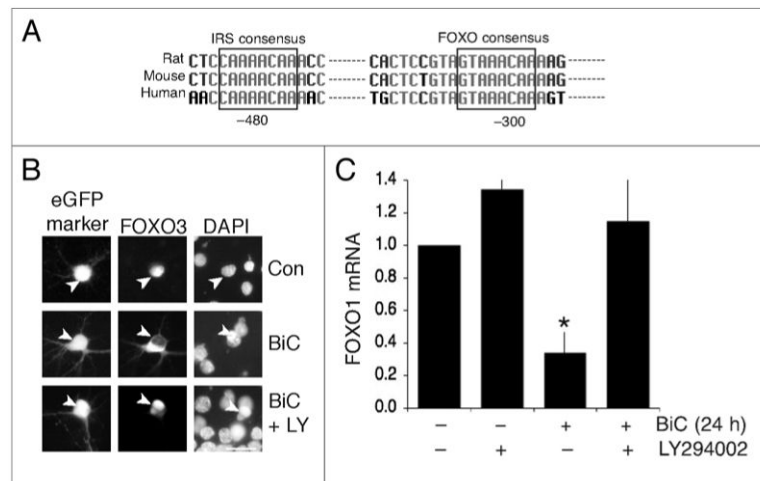 A
IRS consensus FOXO consensus
Rat CTCCAAAACAAACC ------ CACTCCGTAGTAAACAAAAG ------
Mouse CTCCAAAACAAACC ------ CACTCTGTAGTAAACAAAAG ------
Human AACCAAAACAAAAC ------ TGCTCCGTAGTAAACAAAGT ------
−480 −300
B
eGFP
marker FOXO3 DAPI
Con
BiC
BiC
+ LY
C
FOXO1 mRNA
1.4
1.2
1.0
0.8
0.6
0.4
0.2
0.0
*
− − + + BiC (24 h)
− + − + LY294002